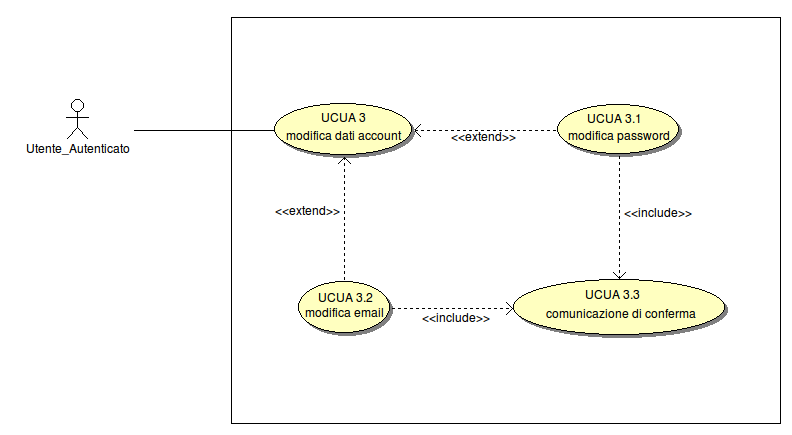 UCUA 3
modifica dati account
UCUA 3.1
modifica password
<<extend>>
Utente_Autenticato
<<extend>>
<<include>>
UCUA 3.2
modifica email
UCUA 3.3
comunicazione di conferma
<<include>>